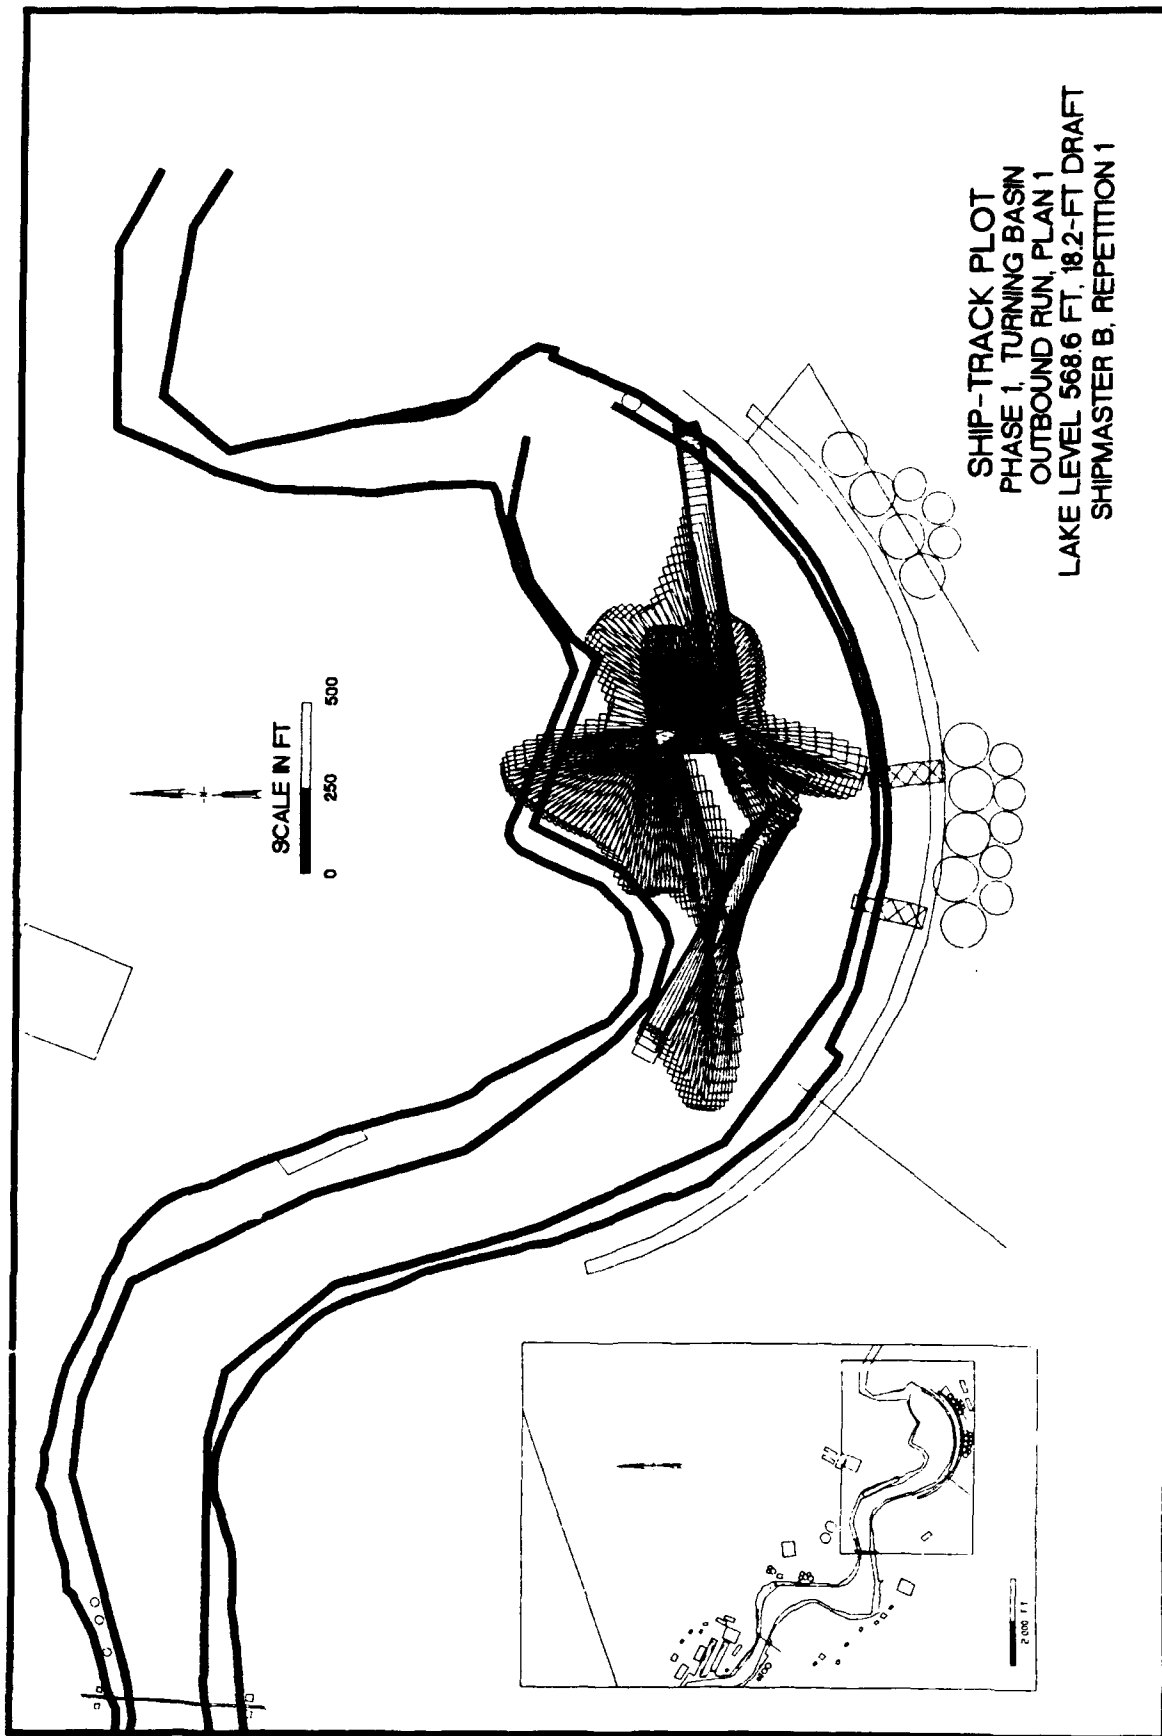 SHIP-TRACK PLOT
PHASE 1, TURNING BASIN
OUTBOUND RUN, PLAN 1
LAKE LEVEL 568.6 FT, 18.2-FT DRAFT
SHIPMASTER B, REPETITION 1
SCALE IN FT
0 250 500
2000 FT